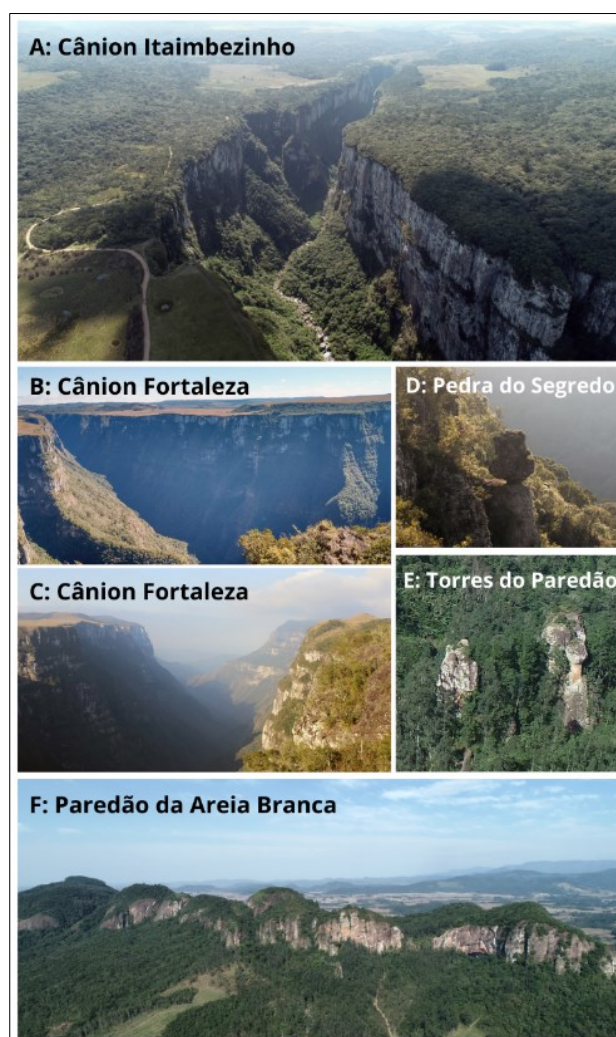 A: Cânion Itaimbezinho
B: Cânion Fortaleza
D: Pedra do Segredo
C: Cânion Fortaleza
E: Torres do Paredão
F: Paredão da Areia Branca